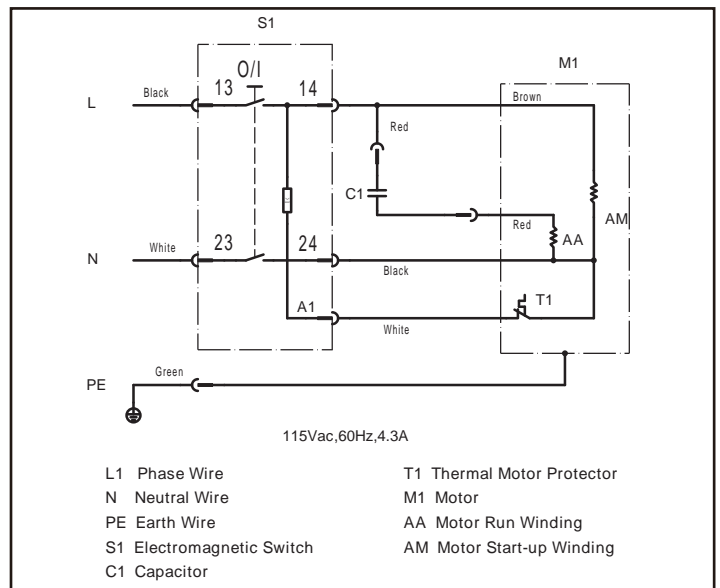 S1
M1
O/I
13
14
L
Black
Brown
Red
C1
AM
Red
AA
23
24
N
White
Black
A1
T1
White
PE
Green
115Vac,60Hz,4.3A
L1 Phase Wire
N Neutral Wire
PE Earth Wire
S1 Electromagnetic Switch
C1 Capacitor
T1 Thermal Motor Protector
M1 Motor
AA Motor Run Winding
AM Motor Start-up Winding